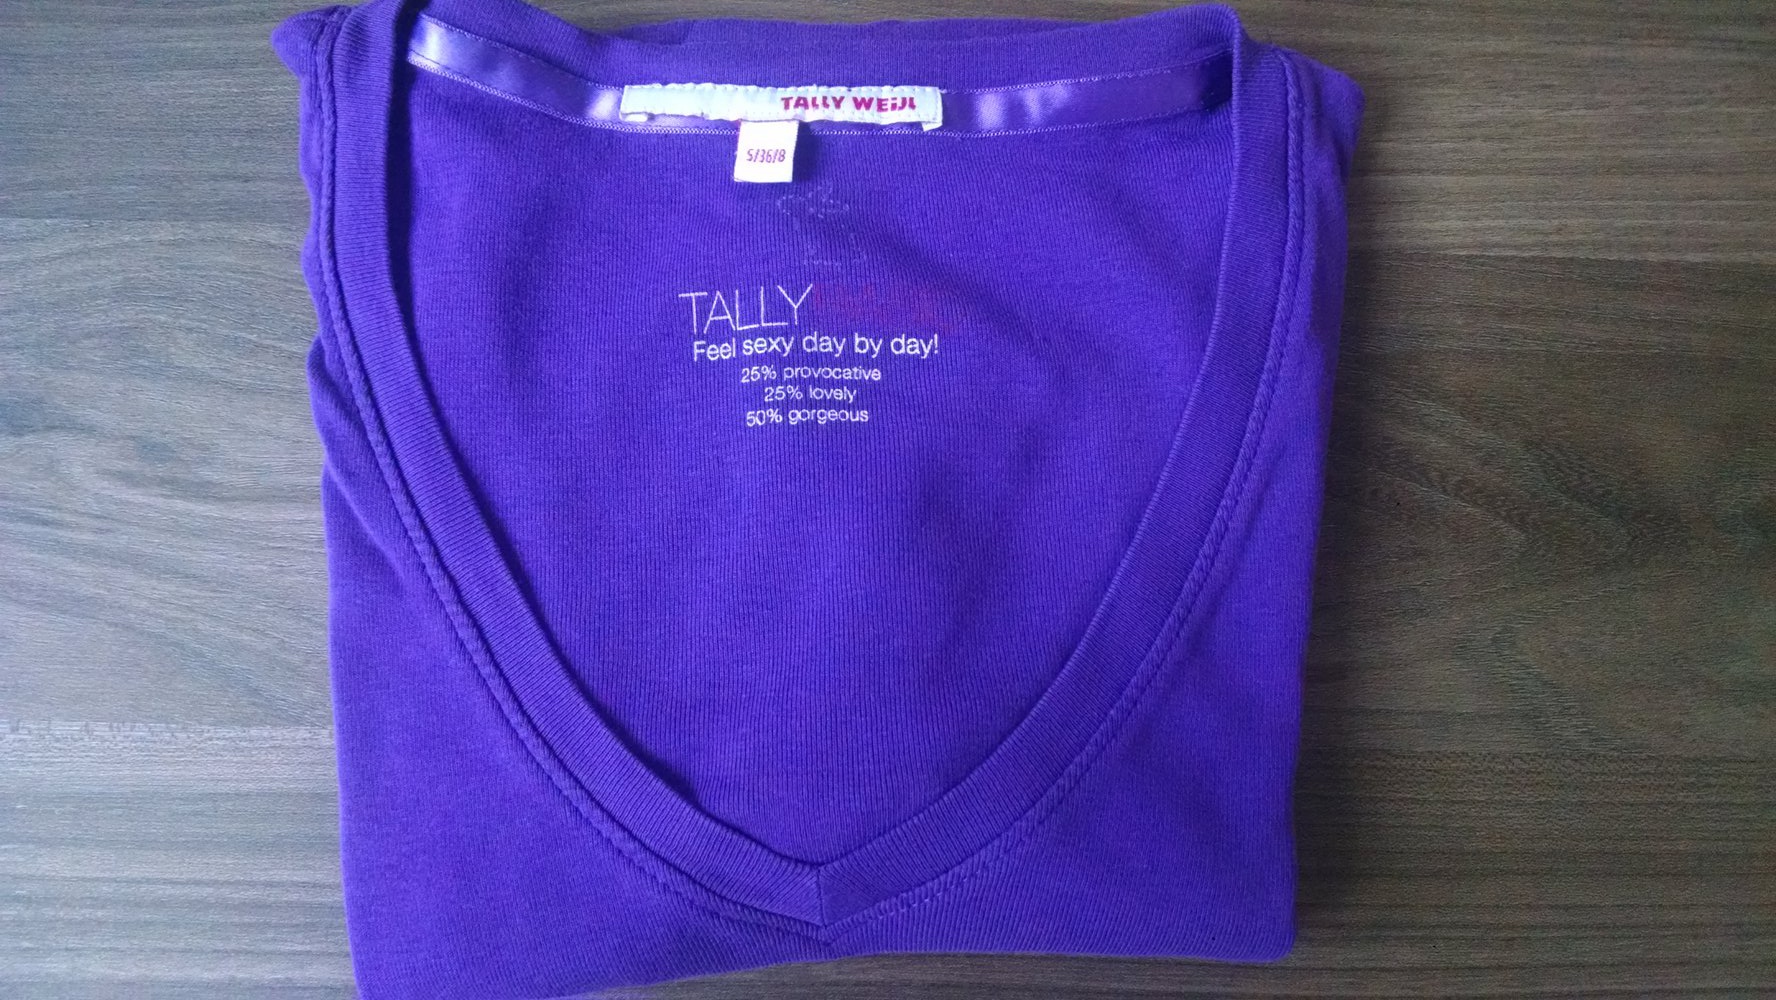 TALLY WEiJL
S/36/8
TALLY
Feel sexy day by day!
25% provocative
25% lovely
50% gorgeous